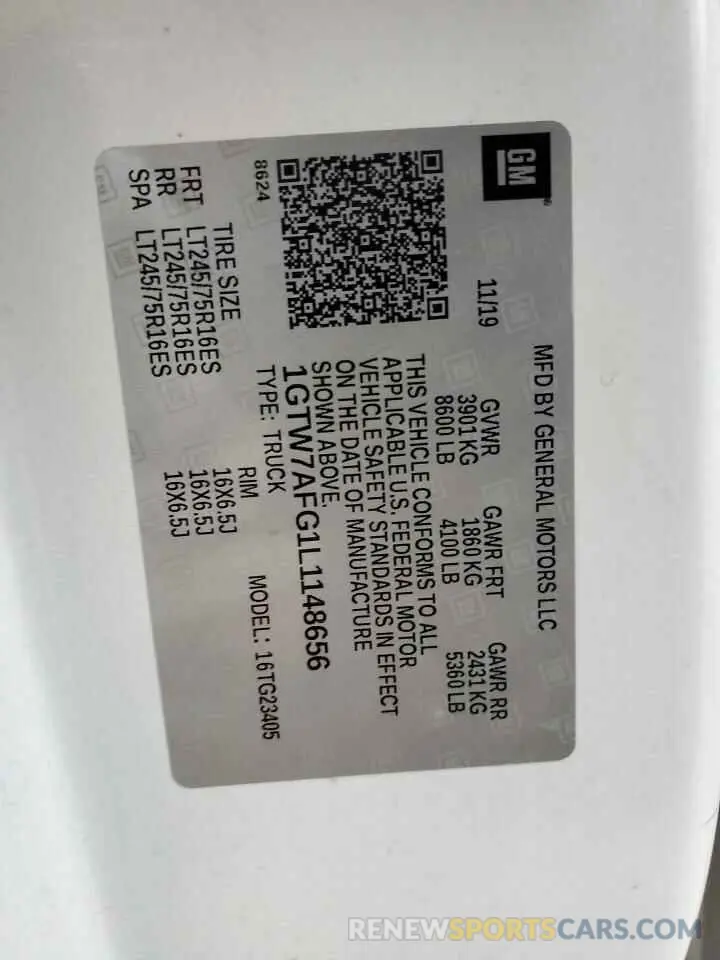 GM
MFD BY GENERAL MOTORS LLC
11/19
GVWR GAWR FRT GAWR RR
3901 KG 1860 KG 2431 KG
8600 LB 4100 LB 5360 LB
THIS VEHICLE CONFORMS TO ALL
APPLICABLE U.S. FEDERAL MOTOR
VEHICLE SAFETY STANDARDS IN EFFECT
ON THE DATE OF MANUFACTURE
SHOWN ABOVE.
1GTW7AFG1L1148656
TYPE: TRUCK
8624
MODEL: 16TG23405
TIRE SIZE RIM
FRT LT245/75R16ES 16X6.5J
RR LT245/75R16ES 16X6.5J
SPA LT245/75R16ES 16X6.5J
RENEWSPORTSCARS.COM